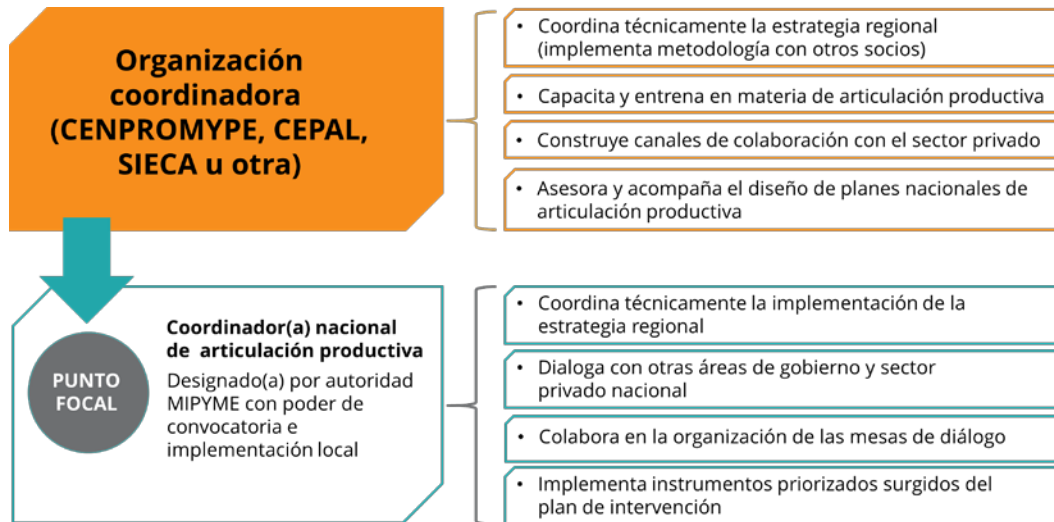 Organización
coordinadora
(CENPROMYPE, CEPAL,
SIECA u otra)
• Coordina técnicamente la estrategia regional
(implementa metodología con otros socios)
• Capacita y entrena en materia de articulación productiva
• Construye canales de colaboración con el sector privado
• Asesora y acompaña el diseño de planes nacionales de
articulación productiva
PUNTO
FOCAL
Coordinador(a) nacional
de articulación productiva
Designado(a) por autoridad
MIPYME con poder de
convocatoria e
implementación local
• Coordina técnicamente la implementación de la
estrategia regional
• Dialoga con otras áreas de gobierno y sector
privado nacional
• Colabora en la organización de las mesas de diálogo
• Implementa instrumentos priorizados surgidos del
plan de intervención